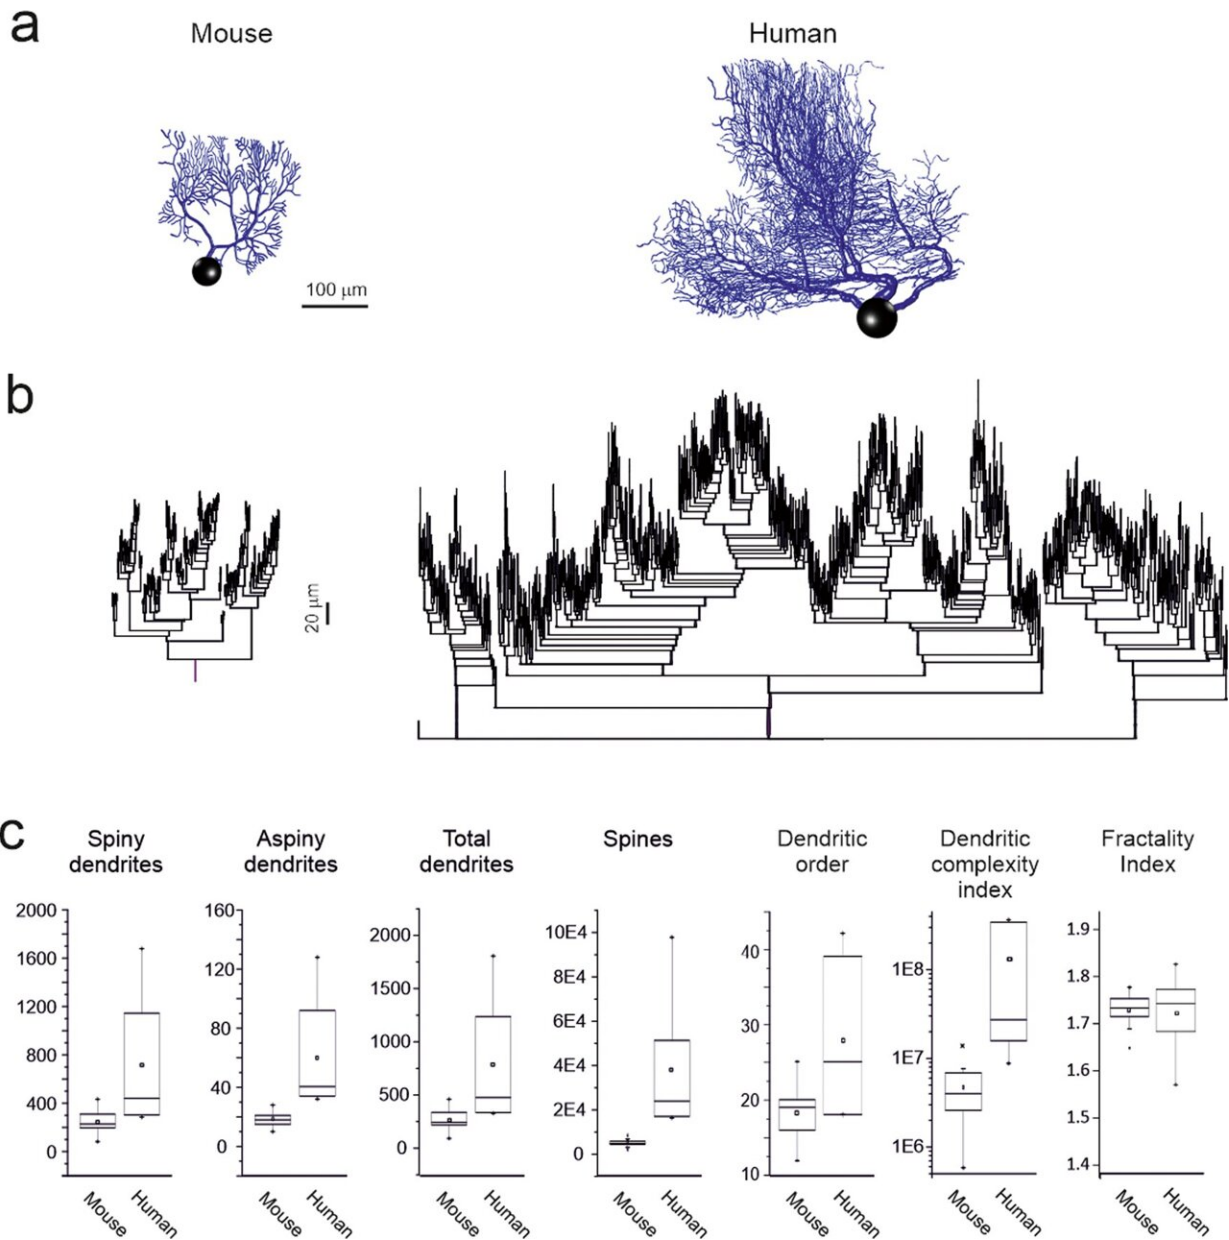 a
Mouse
Human
100 μm
b
20 μm
c
Spiny
dendrites
Aspiny
dendrites
Total
dendrites
Spines
Dendritic
order
Dendritic
complexity
index
Fractality
Index
2000
1600
1200
800
400
0
Mouse
Human
160
120
80
40
0
Mouse
Human
2000
1500
1000
500
0
Mouse
Human
10E4
8E4
6E4
4E4
2E4
0
Mouse
Human
40
30
20
10
Mouse
Human
1E8
1E7
1E6
Mouse
Human
1.9
1.8
1.7
1.6
1.5
1.4
Mouse
Human